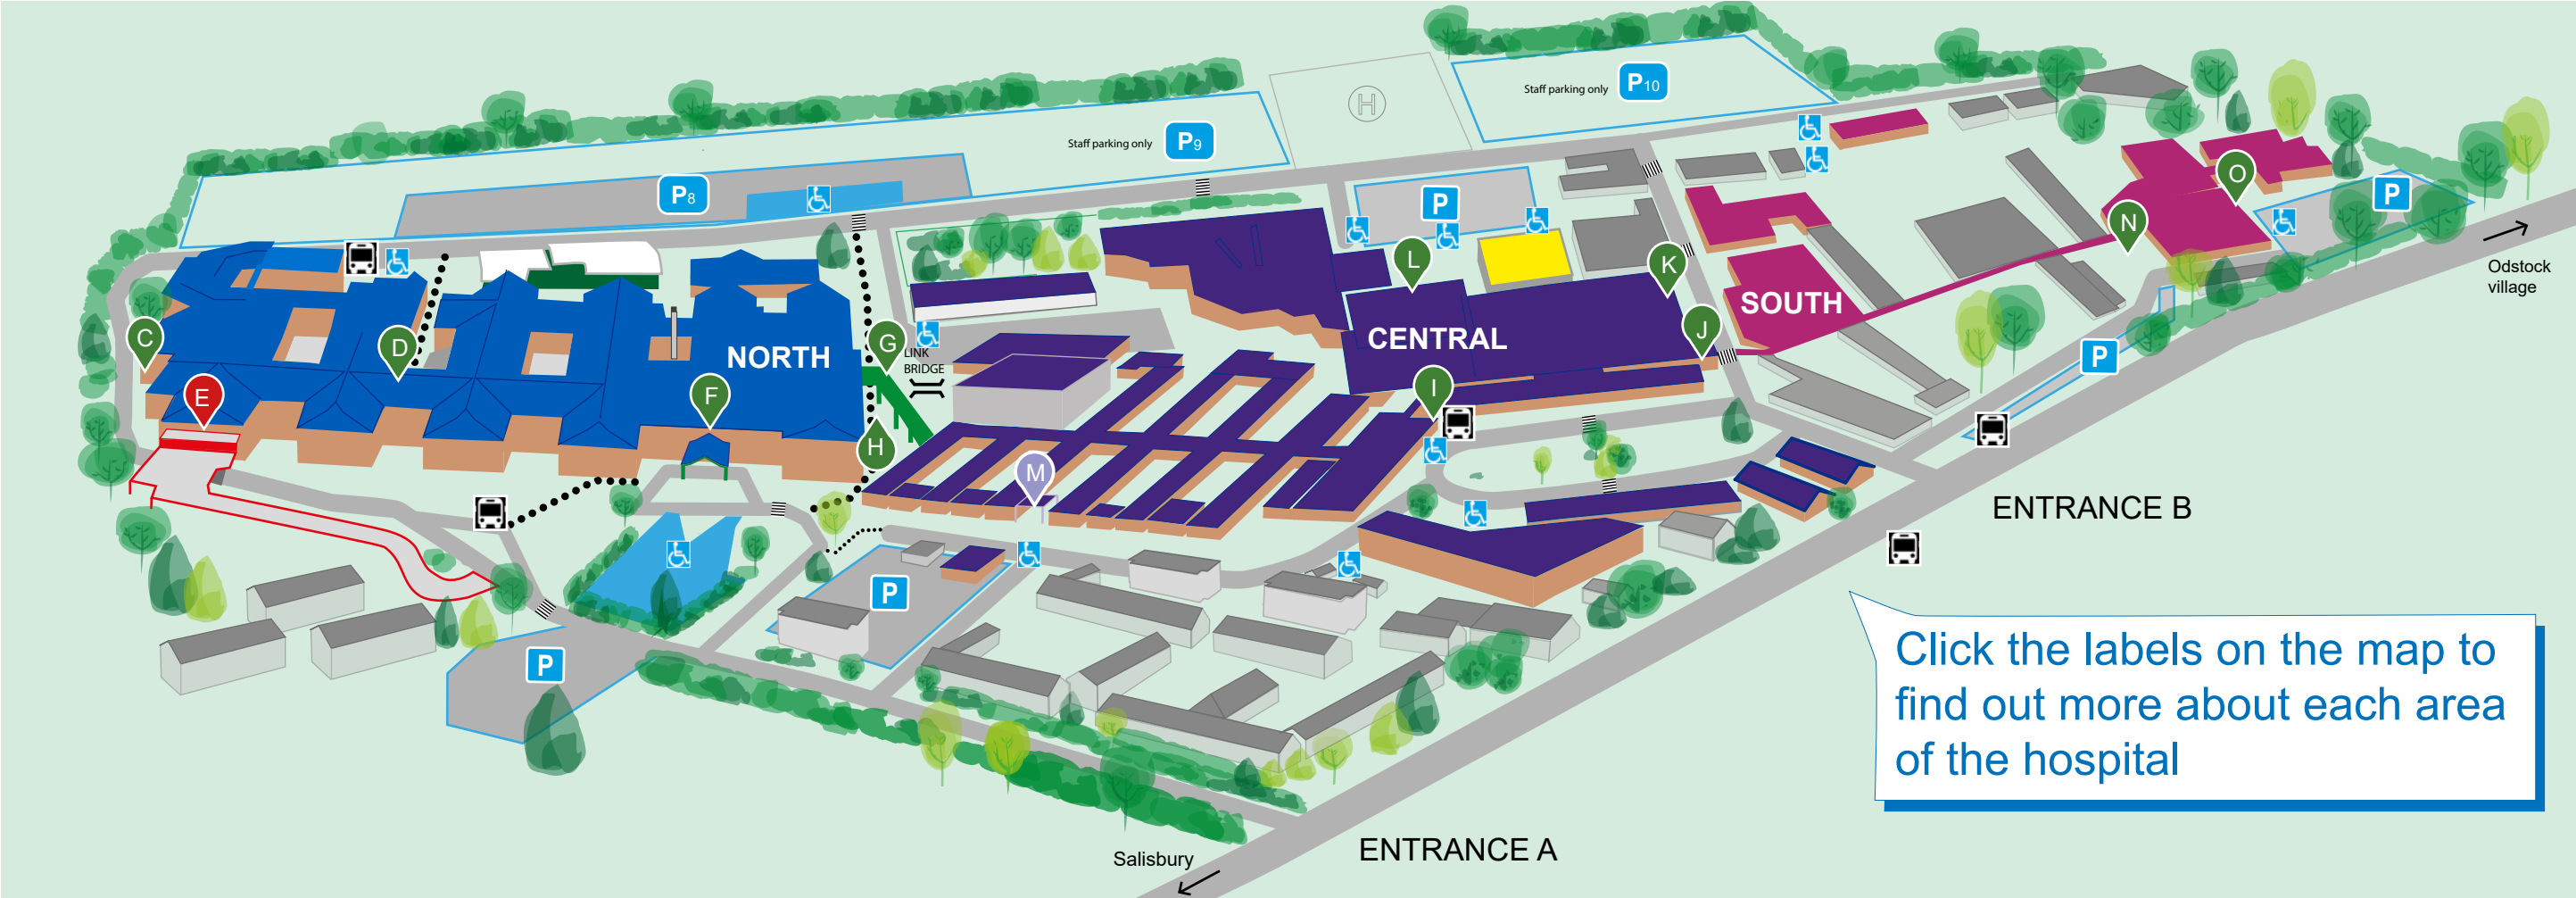 Staff parking only
P10
H
Staff parking only
P9
P8
P
P
O
N
Odstock
village
L
K
SOUTH
J
CENTRAL
C
D
NORTH
G
LINK
BRIDGE
E
F
I
H
M
P
ENTRANCE B
P
P
Click the labels on the map to
find out more about each area
of the hospital
ENTRANCE A
Salisbury